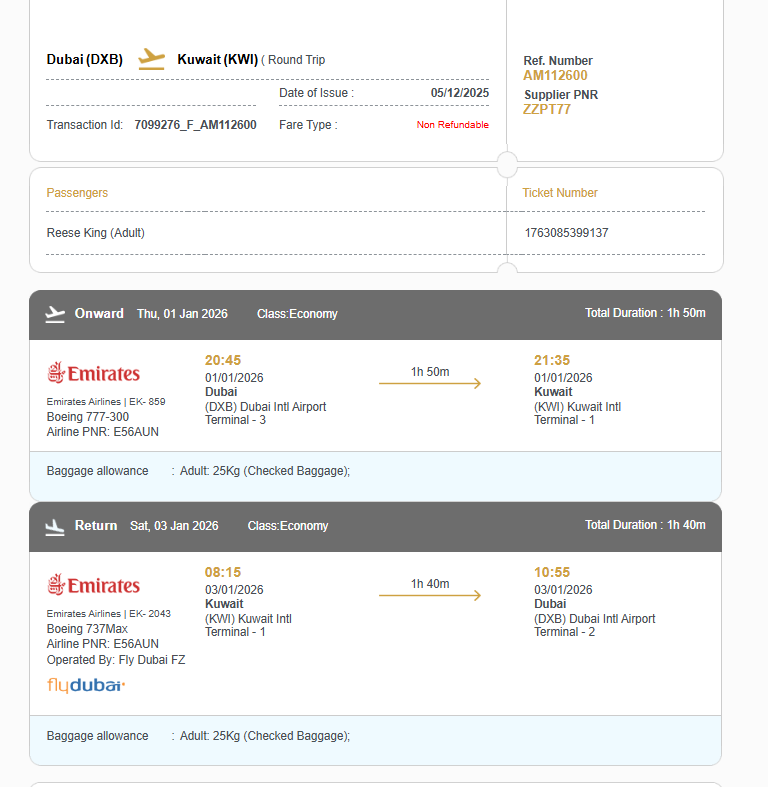 Dubai (DXB) Kuwait (KWI) ( Round Trip
Ref. Number
AM112600
Date of Issue : 05/12/2025
Supplier PNR
ZZPT77
Transaction Id: 7099276_F_AM112600 Fare Type : Non Refundable
Passengers Ticket Number
Reese King (Adult) 1763085399137
Onward Thu, 01 Jan 2026 Class:Economy Total Duration : 1h 50m
Emirates
Emirates Airlines | EK- 859
Boeing 777-300
Airline PNR: E56AUN
20:45
01/01/2026
Dubai
(DXB) Dubai Intl Airport
Terminal - 3
1h 50m
21:35
01/01/2026
Kuwait
(KWI) Kuwait Intl
Terminal - 1
Baggage allowance : Adult: 25Kg (Checked Baggage);
Return Sat, 03 Jan 2026 Class:Economy Total Duration : 1h 40m
Emirates
Emirates Airlines | EK- 2043
Boeing 737Max
Airline PNR: E56AUN
Operated By: Fly Dubai FZ
flydubai
08:15
03/01/2026
Kuwait
(KWI) Kuwait Intl
Terminal - 1
1h 40m
10:55
03/01/2026
Dubai
(DXB) Dubai Intl Airport
Terminal - 2
Baggage allowance : Adult: 25Kg (Checked Baggage);